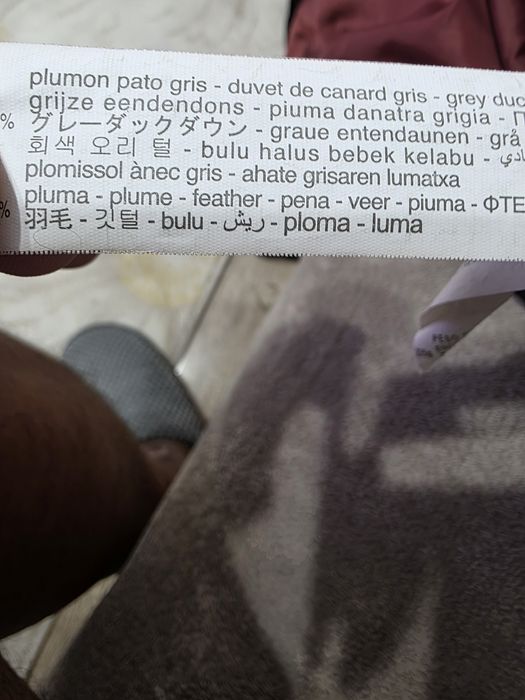 plumon pato gris - duvet de canard gris - grey duc
grijze eendendons - piuma danatra grigia - П
% グレーダックダウン - graue entendaunen - grå
회색 오리 털 - bulu halus bebek kelabu -
plomissol ànec gris - ahate grisaren lumatxa
pluma - plume - feather - pena - veer - piuma - ΦΤΕ
% 羽毛 - 깃털 - bulu - ريش - ploma - luma